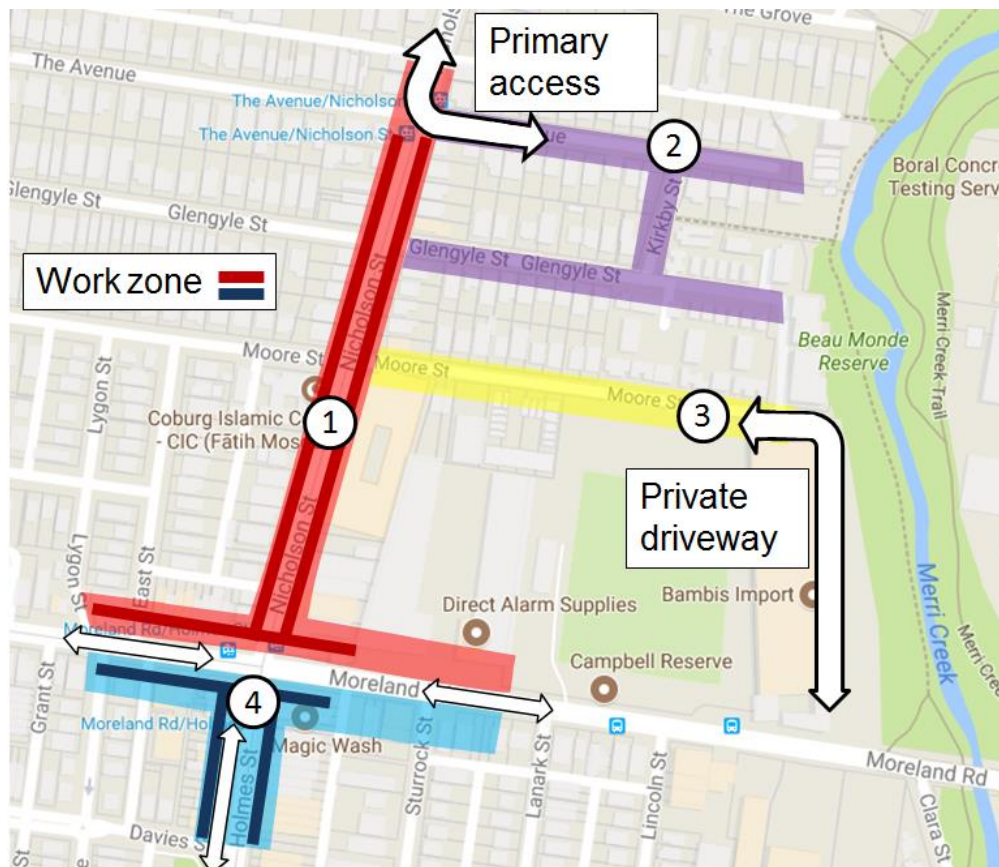 The Grove
Primary
access
The Avenue
The Avenue/Nicholson
The Avenue/Nicholson St
2
Boral Concre
Testing Serv
Glengyle St
Glengyle St
Kirkby St
Glengyle St
Glengyle St
Work zone
Nicholson St
Moore St
Moore St
Moore St
3
Beau Monde
Reserve
Merri Creek Trail
Lygon St
Coburg Islamic C
- CIC (Fātih Mos
1
Private
driveway
Nicholson St
Lygon St
East St
Direct Alarm Supplies
Bambis Import
Merri Creek
Merri Creek
Moreland Rd/Holmes St
Campbell Reserve
Moreland
4
Grant St
Moreland Rd/Hol
Magic Wash
Holmes St
Sturrock St
Lanark St
Lincoln St
Moreland Rd
Davies St
Clara St